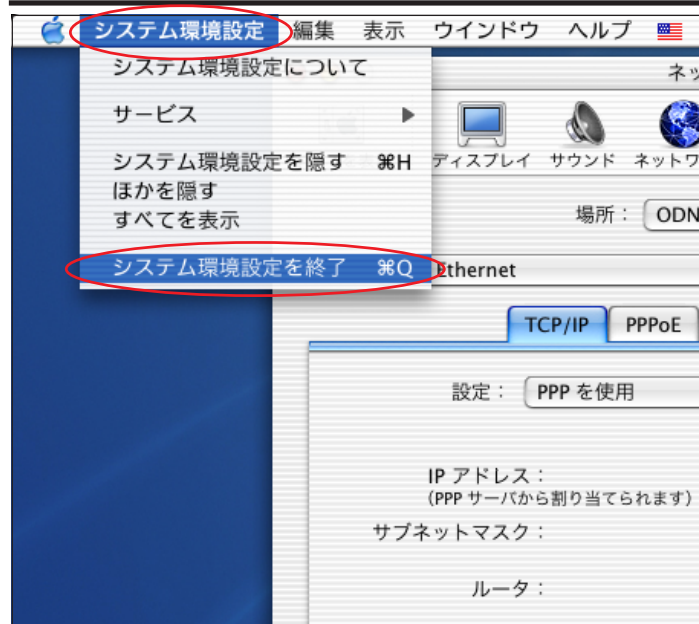 システム環境設定 編集 表示 ウインドウ ヘルプ
システム環境設定について
サービス
システム環境設定を隠す ⌘H
ほかを隠す
すべてを表示
システム環境設定を終了 ⌘Q
ネッ
ディスプレイ サウンド ネットワ
場所： ODN
Ethernet
TCP/IP PPPoE
設定： PPP を使用
IP アドレス：
(PPP サーバから割り当てられます)
サブネットマスク：
ルータ：